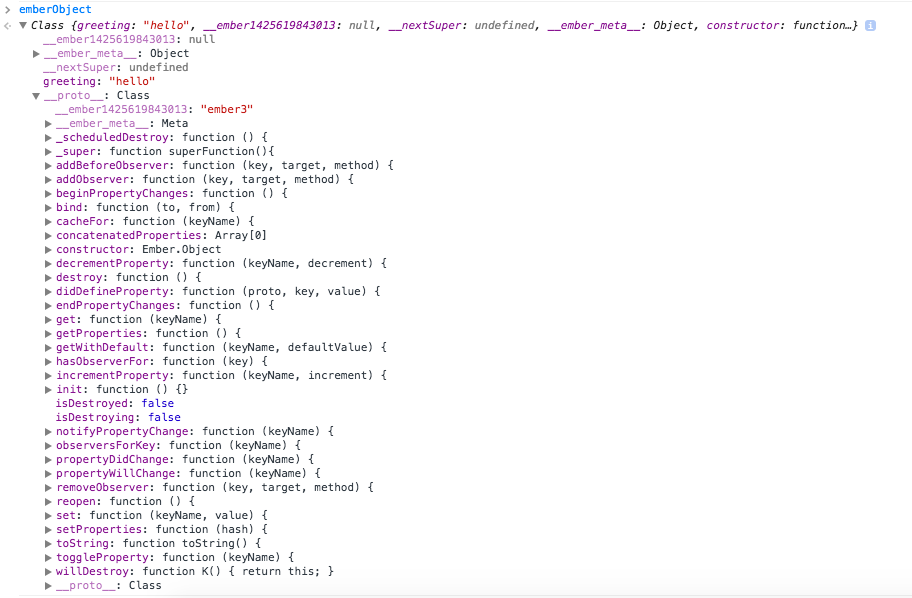 emberObject
Class {greeting: "hello", __ember1425619843013: null, __nextSuper: undefined, __ember_meta__: Object, constructor: function…}
__ember1425619843013: null
__ember_meta__: Object
__nextSuper: undefined
greeting: "hello"
__proto__: Class
__ember1425619843013: "ember3"
__ember_meta__: Meta
_scheduledDestroy: function () {
_super: function superFunction(){
addBeforeObserver: function (key, target, method) {
addObserver: function (key, target, method) {
beginPropertyChanges: function () {
bind: function (to, from) {
cacheFor: function (keyName) {
concatenatedProperties: Array[0]
constructor: Ember.Object
decrementProperty: function (keyName, decrement) {
destroy: function () {
didDefineProperty: function (proto, key, value) {
endPropertyChanges: function () {
get: function (keyName) {
getProperties: function () {
getWithDefault: function (keyName, defaultValue) {
hasObserverFor: function (key) {
incrementProperty: function (keyName, increment) {
init: function () {}
isDestroyed: false
isDestroying: false
notifyPropertyChange: function (keyName) {
observersForKey: function (keyName) {
propertyDidChange: function (keyName) {
propertyWillChange: function (keyName) {
removeObserver: function (key, target, method) {
reopen: function () {
set: function (keyName, value) {
setProperties: function (hash) {
toString: function toString() {
toggleProperty: function (keyName) {
willDestroy: function K() { return this; }
__proto__: Class